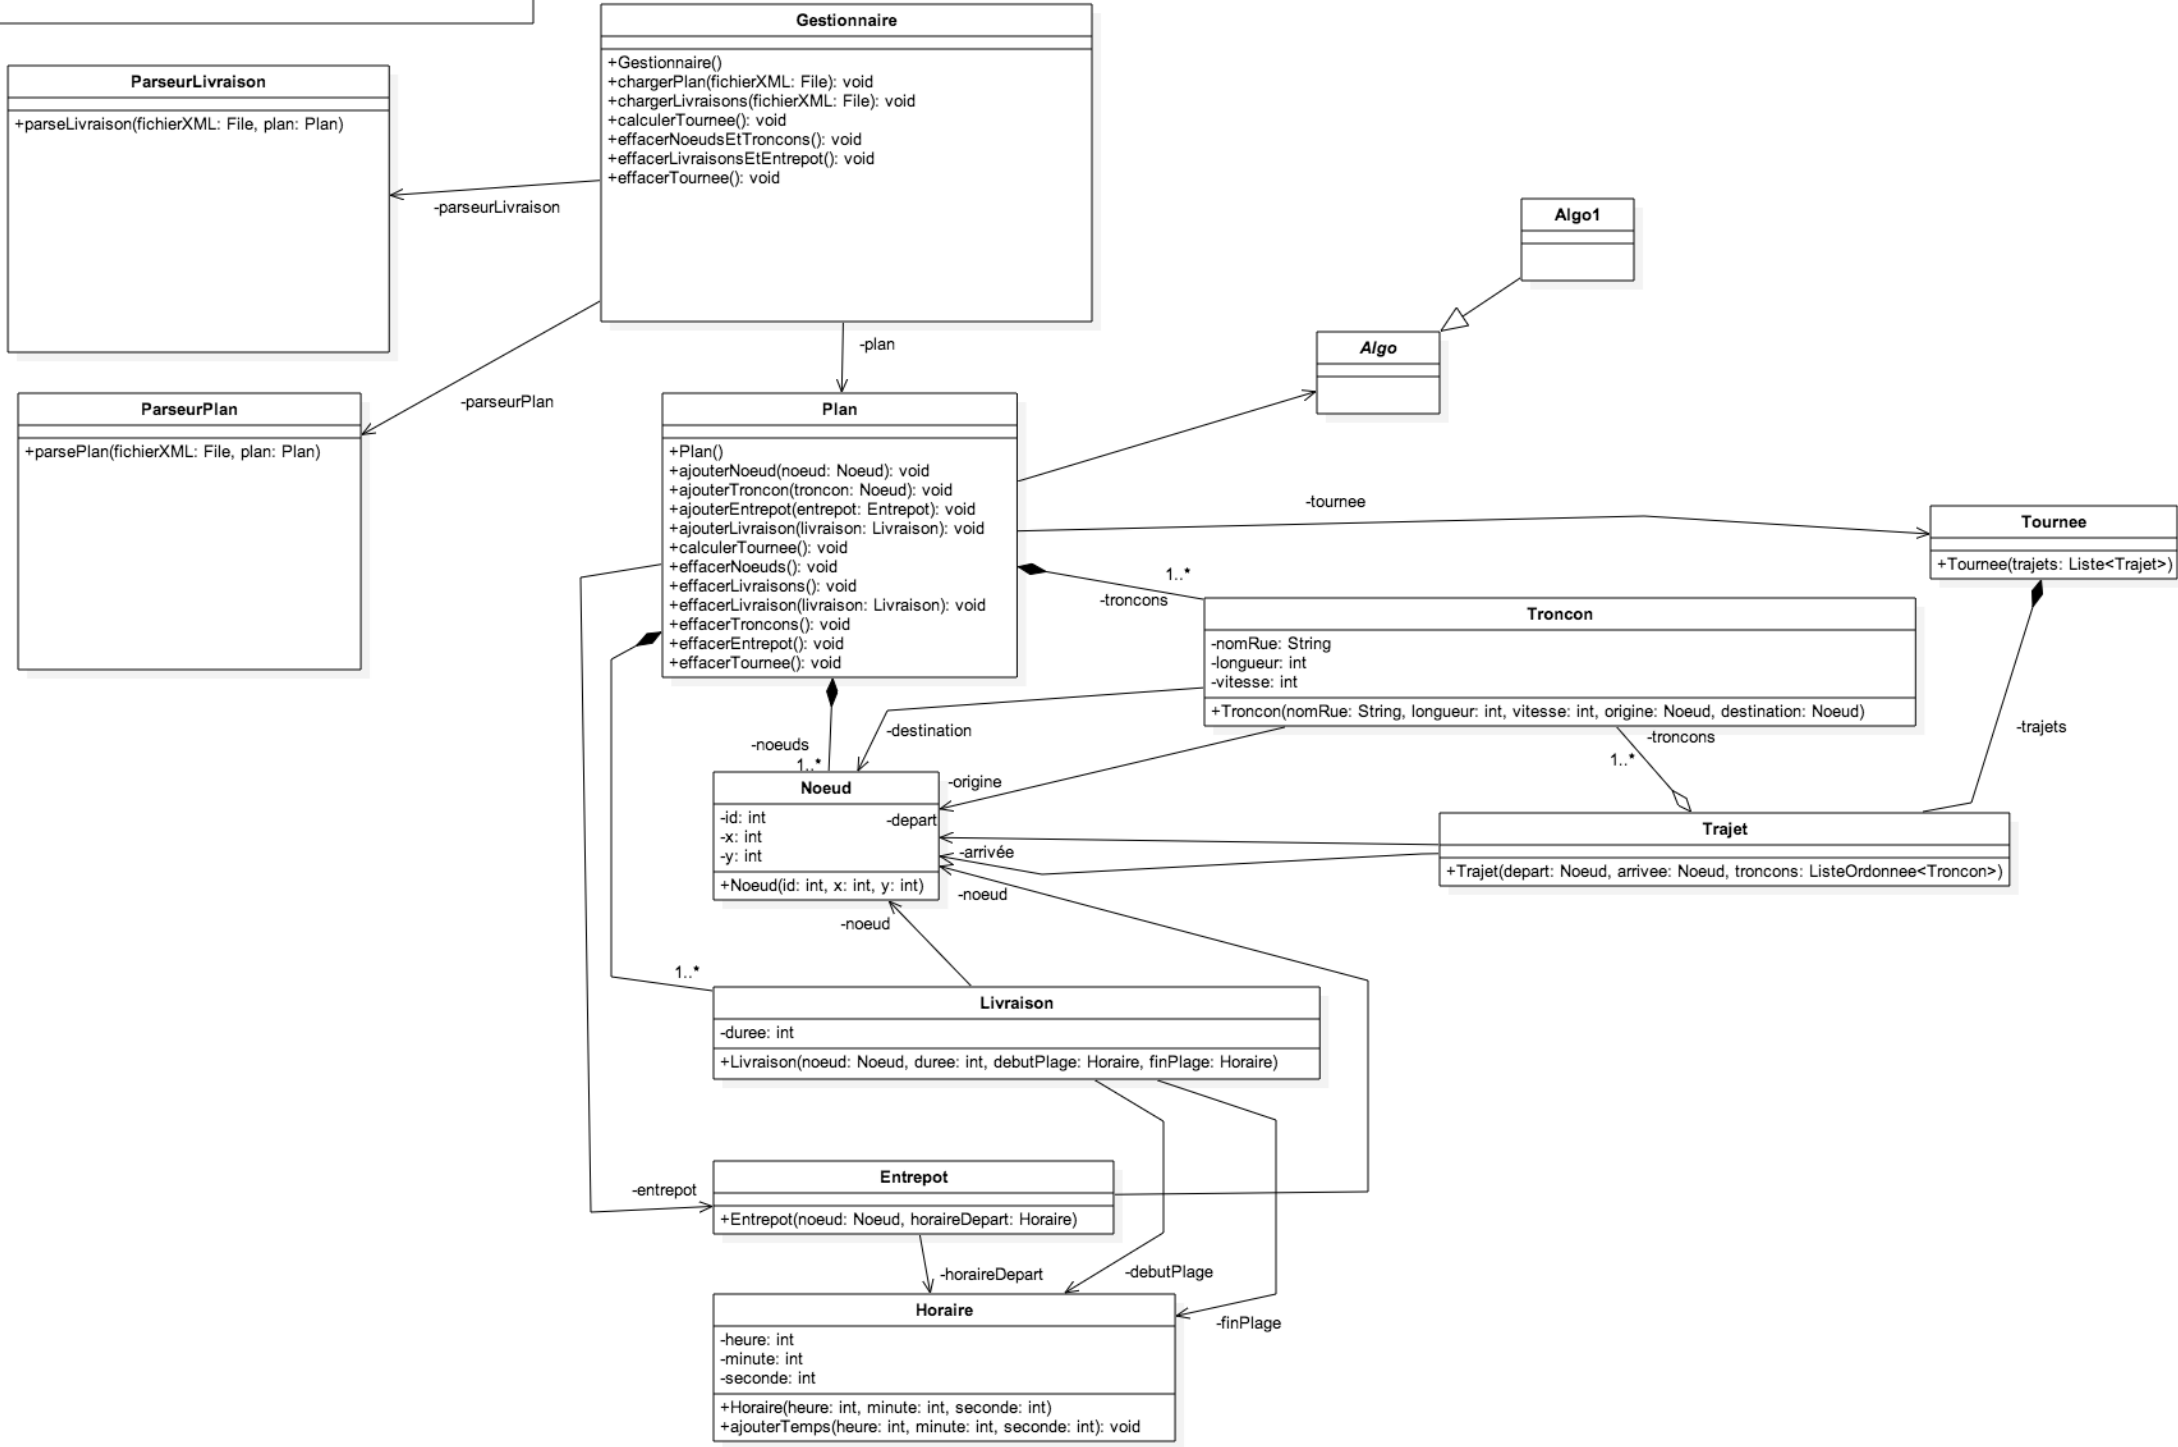 Gestionnaire
+Gestionnaire()
+chargerPlan(fichierXML: File): void
+chargerLivraisons(fichierXML: File): void
+calculerTournee(): void
+effacerNoeudsEtTroncons(): void
+effacerLivraisonsEtEntrepot(): void
+effacerTournee(): void
ParseurLivraison
+parseLivraison(fichierXML: File, plan: Plan)
-parseurLivraison
Algo1
-plan
Algo
-parseurPlan
ParseurPlan
+parsePlan(fichierXML: File, plan: Plan)
Plan
+Plan()
+ajouterNoeud(noeud: Noeud): void
+ajouterTroncon(troncon: Noeud): void
+ajouterEntrepot(entrepot: Entrepot): void
+ajouterLivraison(livraison: Livraison): void
+calculerTournee(): void
+effacerNoeuds(): void
+effacerLivraisons(): void
+effacerLivraison(livraison: Livraison): void
+effacerTroncons(): void
+effacerEntrepot(): void
+effacerTournee(): void
-tournee
Tournee
+Tournee(trajets: Liste<Trajet>)
1..*
-troncons
Troncon
-nomRue: String
-longueur: int
-vitesse: int
+Troncon(nomRue: String, longueur: int, vitesse: int, origine: Noeud, destination: Noeud)
-destination
-noeuds
1..*
-troncons
1..*
-trajets
Noeud
-id: int
-x: int
-y: int
+Noeud(id: int, x: int, y: int)
-origine
-depart
-arrivée
-noeud
Trajet
+Trajet(depart: Noeud, arrivee: Noeud, troncons: ListeOrdonnee<Troncon>)
-noeud
1..*
Livraison
-duree: int
+Livraison(noeud: Noeud, duree: int, debutPlage: Horaire, finPlage: Horaire)
-entrepot
Entrepot
+Entrepot(noeud: Noeud, horaireDepart: Horaire)
-horaireDepart
-debutPlage
-finPlage
Horaire
-heure: int
-minute: int
-seconde: int
+Horaire(heure: int, minute: int, seconde: int)
+ajouterTemps(heure: int, minute: int, seconde: int): void